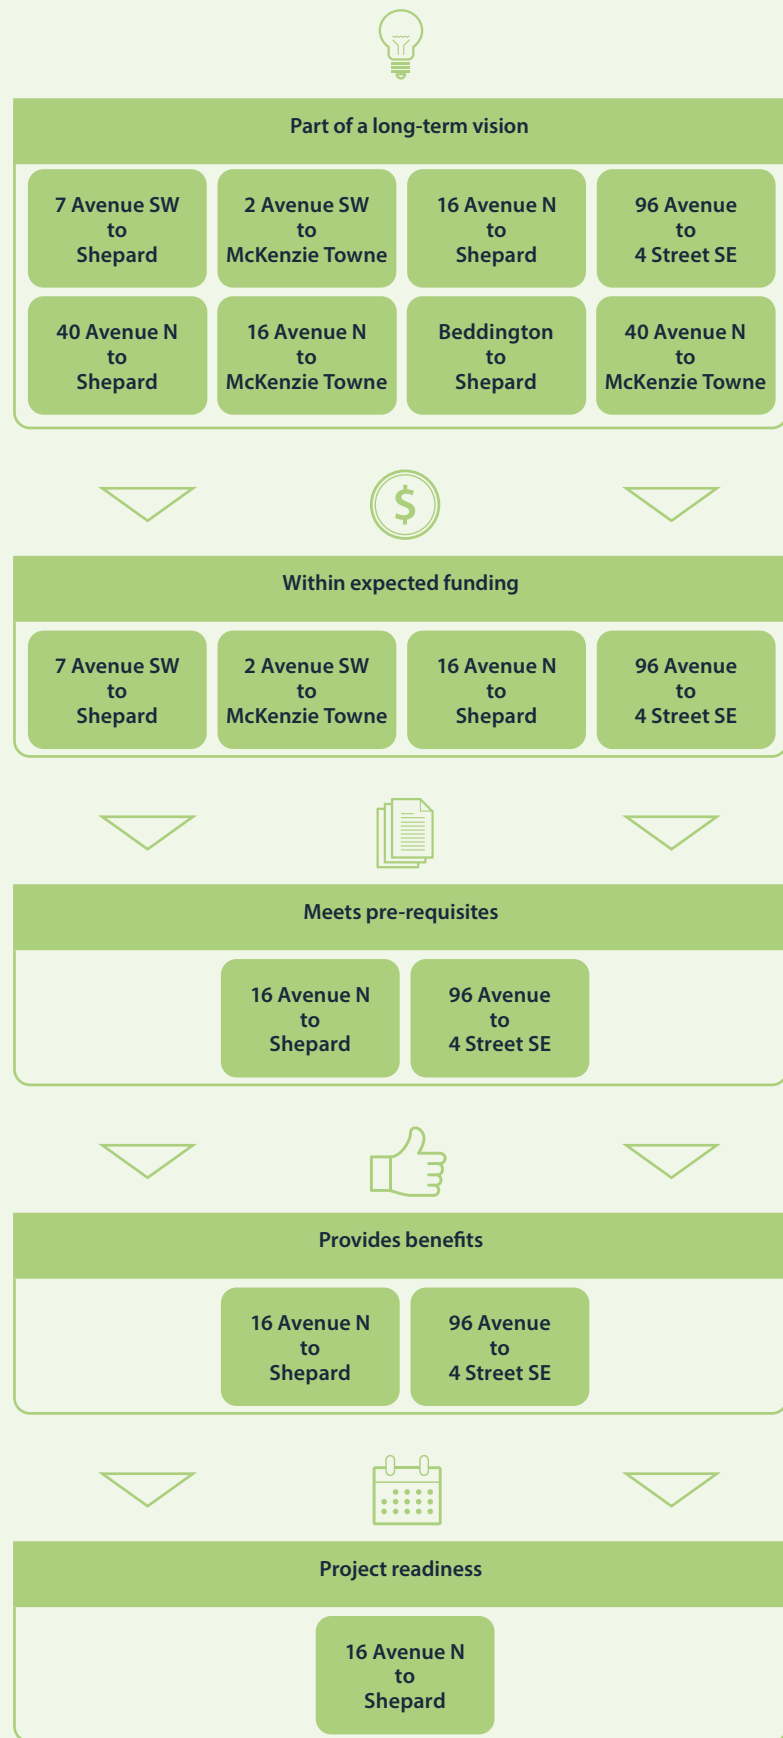 Part of a long-term vision
7 Avenue SW
to
Shepard
2 Avenue SW
to
McKenzie Towne
16 Avenue N
to
Shepard
96 Avenue
to
4 Street SE
40 Avenue N
to
Shepard
16 Avenue N
to
McKenzie Towne
Beddington
to
Shepard
40 Avenue N
to
McKenzie Towne
$
Within expected funding
7 Avenue SW
to
Shepard
2 Avenue SW
to
McKenzie Towne
16 Avenue N
to
Shepard
96 Avenue
to
4 Street SE
Meets pre-requisites
16 Avenue N
to
Shepard
96 Avenue
to
4 Street SE
Provides benefits
16 Avenue N
to
Shepard
96 Avenue
to
4 Street SE
Project readiness
16 Avenue N
to
Shepard